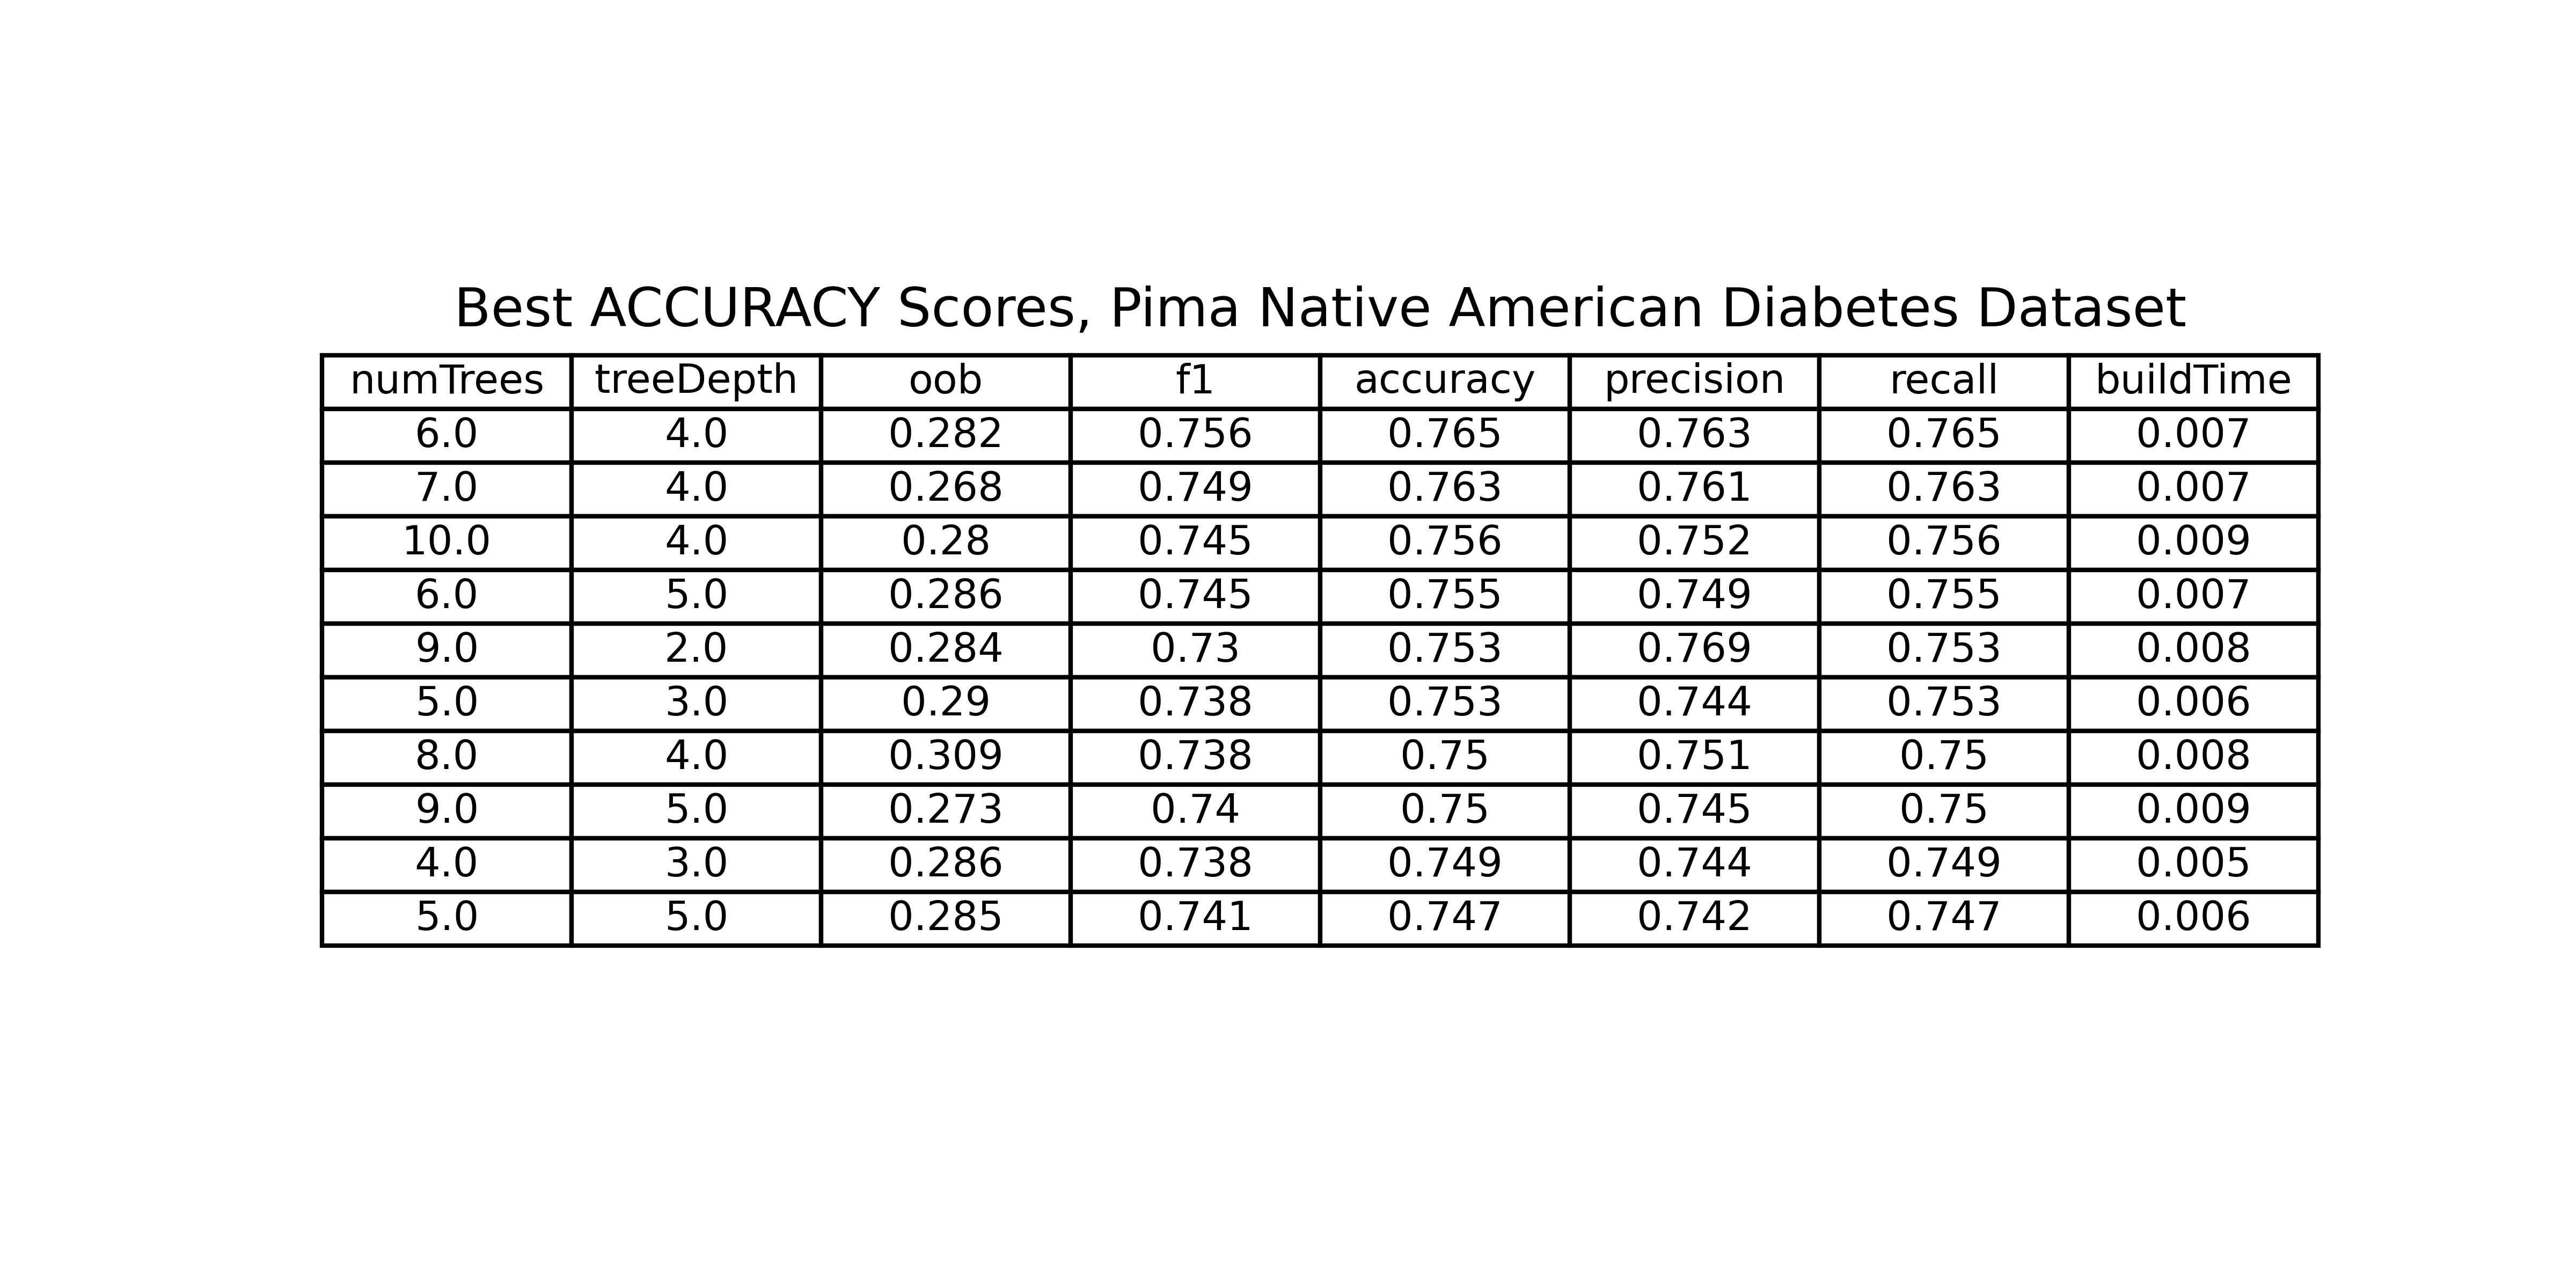 Best ACCURACY Scores, Pima Native American Diabetes Dataset
numTrees treeDepth oob f1 accuracy precision recall buildTime
6.0 4.0 0.282 0.756 0.765 0.763 0.765 0.007
7.0 4.0 0.268 0.749 0.763 0.761 0.763 0.007
10.0 4.0 0.28 0.745 0.756 0.752 0.756 0.009
6.0 5.0 0.286 0.745 0.755 0.749 0.755 0.007
9.0 2.0 0.284 0.73 0.753 0.769 0.753 0.008
5.0 3.0 0.29 0.738 0.753 0.744 0.753 0.006
8.0 4.0 0.309 0.738 0.75 0.751 0.75 0.008
9.0 5.0 0.273 0.74 0.75 0.745 0.75 0.009
4.0 3.0 0.286 0.738 0.749 0.744 0.749 0.005
5.0 5.0 0.285 0.741 0.747 0.742 0.747 0.006